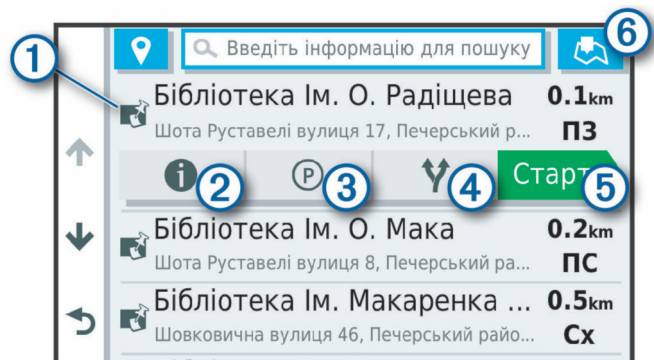 6
Введіть інформацію для пошуку
1
Бібліотека Ім. О. Радіщева 0.1km
Шота Руставелі вулиця 17, Печерський р... ПЗ
i 2 P 3 4 Старт 5
Бібліотека Ім. О. Мака 0.2km
Шота Руставелі вулиця 8, Печерський ра... ПС
Бібліотека Ім. Макаренка ... 0.5km
Шовковична вулиця 46, Печерський райо... Сх